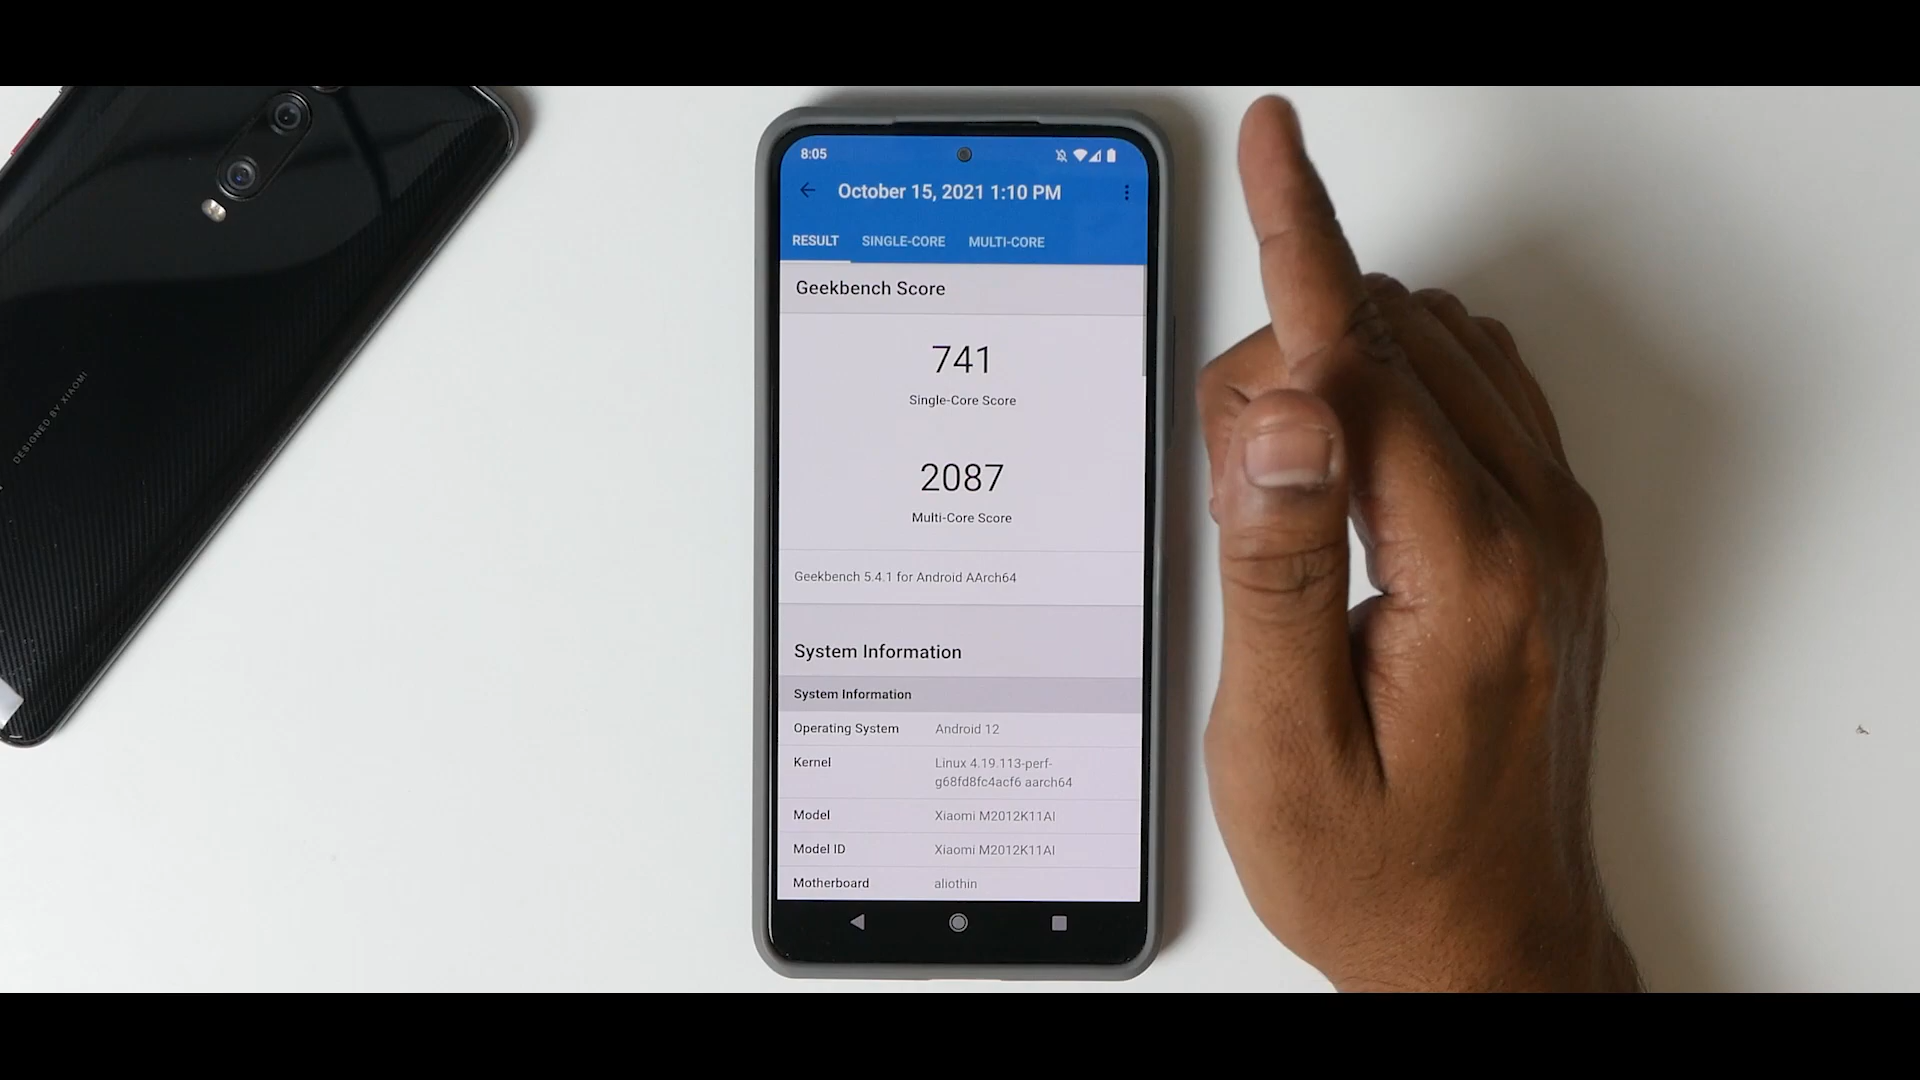 DESIGNED BY XIAOMI
8:05
October 15, 2021 1:10 PM
RESULT SINGLE-CORE MULTI-CORE
Geekbench Score
741
Single-Core Score
2087
Multi-Core Score
Geekbench 5.4.1 for Android AArch64
System Information
System Information
Operating System Android 12
Kernel Linux 4.19.113-perf-
g68fd8fc4acf6 aarch64
Model Xiaomi M2012K11AI
Model ID Xiaomi M2012K11AI
Motherboard aliothin